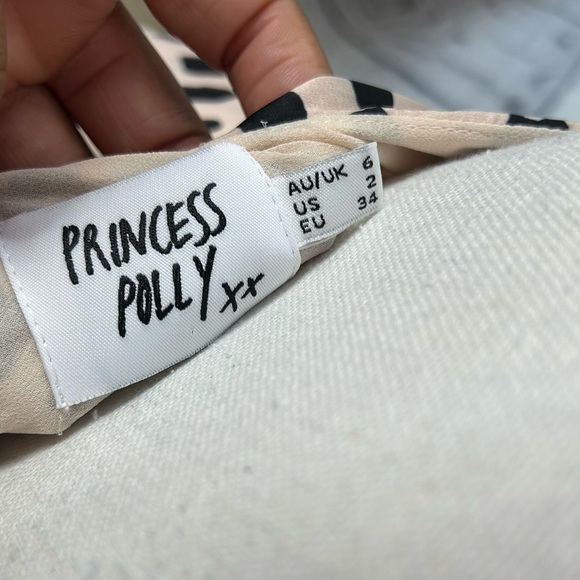 PRINCESS
POLLY xx
AU/UK 6
US 2
EU 34